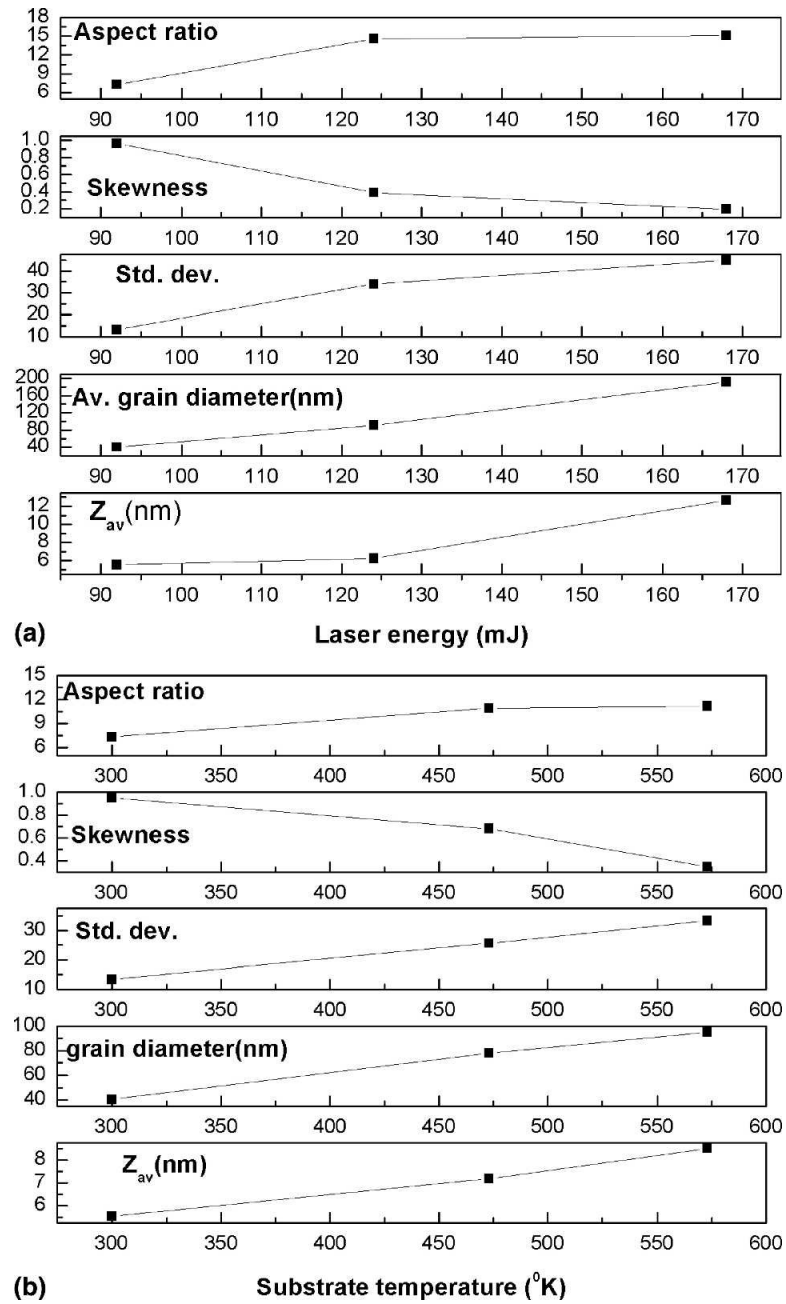 18
15
12
9
6
Aspect ratio
90 100 110 120 130 140 150 160 170
1.0
0.8
0.6
0.4
0.2
Skewness
90 100 110 120 130 140 150 160 170
40
30
20
10
Std. dev.
90 100 110 120 130 140 150 160 170
200
160
120
80
40
Av. grain diameter(nm)
90 100 110 120 130 140 150 160 170
12
10
8
6
Zav(nm)
90 100 110 120 130 140 150 160 170
(a) Laser energy (mJ)
15
12
9
6
Aspect ratio
300 350 400 450 500 550 600
1.0
0.8
0.6
0.4
Skewness
300 350 400 450 500 550 600
30
20
10
Std. dev.
300 350 400 450 500 550 600
100
80
60
40
grain diameter(nm)
300 350 400 450 500 550 600
8
7
6
Zav(nm)
300 350 400 450 500 550 600
(b) Substrate temperature (⁰K)